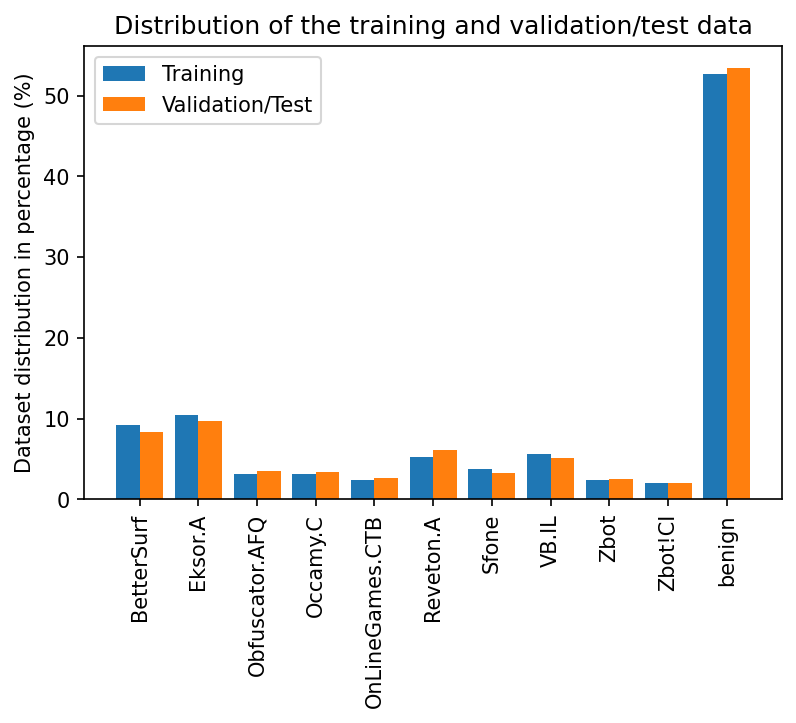 Distribution of the training and validation/test data
Training
Validation/Test
Dataset distribution in percentage (%)
50
40
30
20
10
0
BetterSurf
Eksor.A
Obfuscator.AFQ
Occamy.C
OnLineGames.CTB
Reveton.A
Sfone
VB.IL
Zbot
Zbot!CI
benign